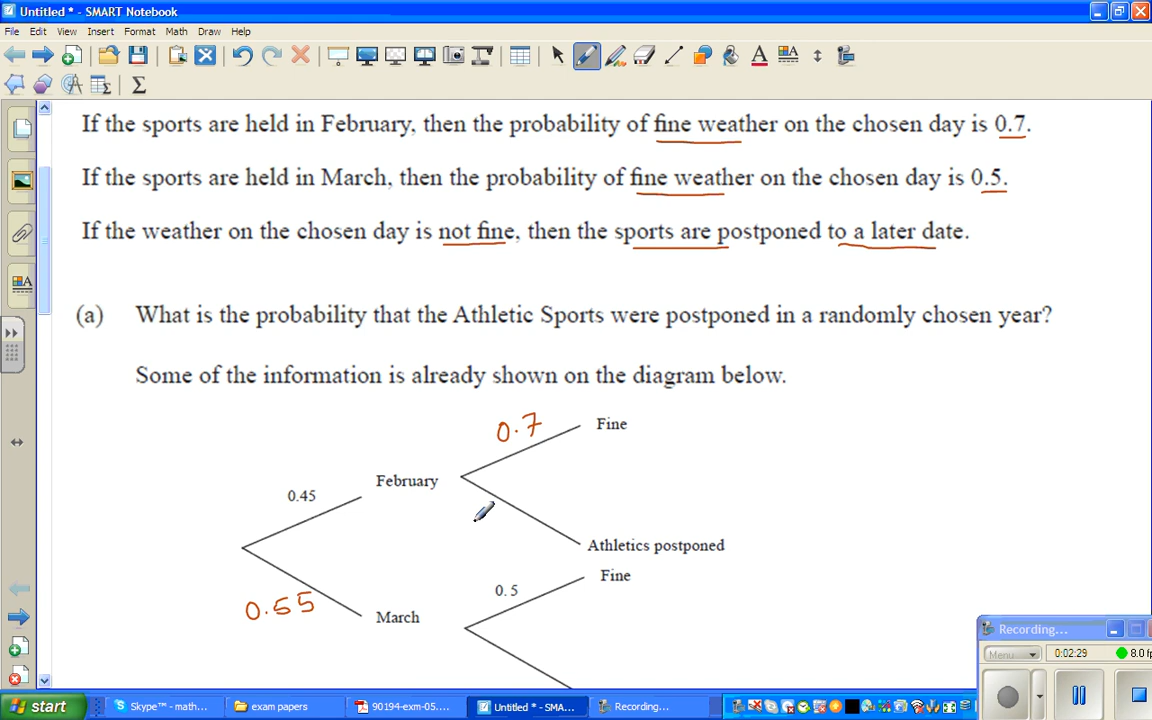 Untitled * - SMART Notebook
File Edit View Insert Format Math Draw Help
If the sports are held in February, then the probability of fine weather on the chosen day is 0.7.
If the sports are held in March, then the probability of fine weather on the chosen day is 0.5.
If the weather on the chosen day is not fine, then the sports are postponed to a later date.
(a) What is the probability that the Athletic Sports were postponed in a randomly chosen year?
Some of the information is already shown on the diagram below.
0.7
Fine
February
0.45
Athletics postponed
Fine
0.5
0.55
March
Recording...
Menu 0:02:29 8.0 f
start Skype™ - math... exam papers 90194-exm-05.... Untitled * - SMA... Recording...